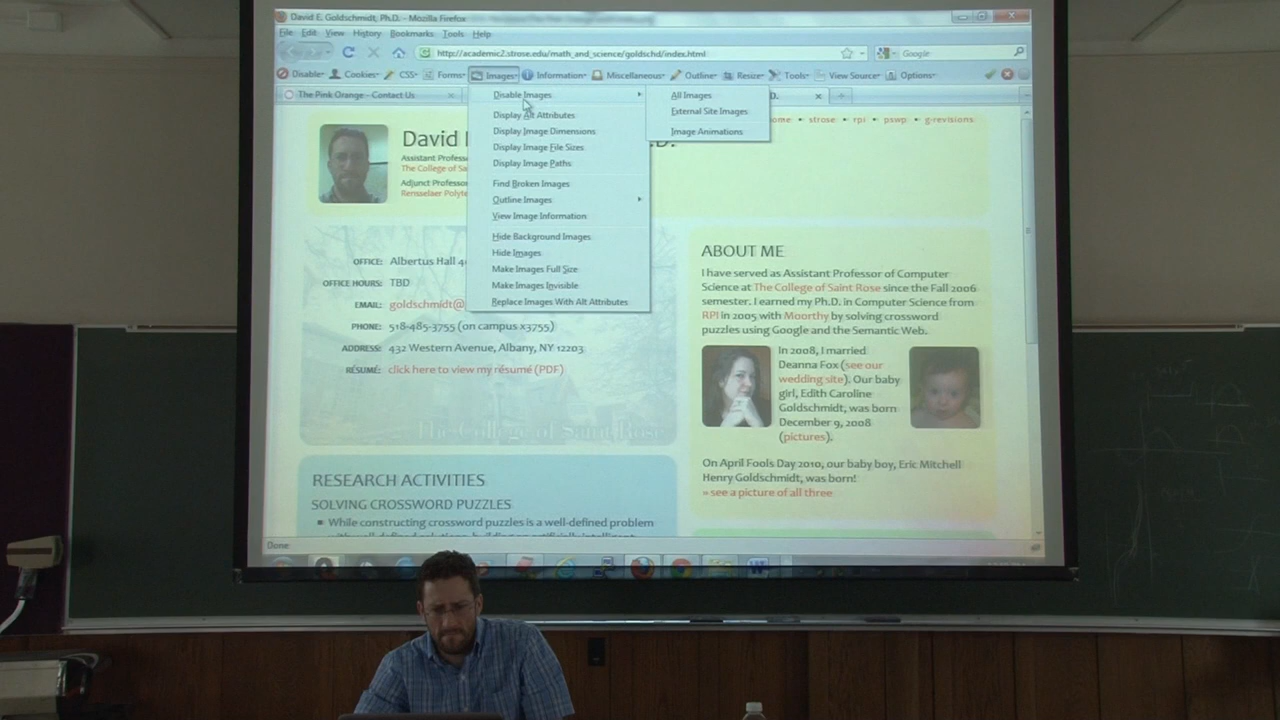 David E. Goldschmidt, Ph.D. - Mozilla Firefox
File Edit View History Bookmarks Tools Help
http://academic2.strose.edu/math_and_science/goldschd/index.html
Google
Disable Cookies CSS Forms Images Information Miscellaneous Outline Resize Tools View Source Options
The Pink Orange - Contact Us
D.
Disable Images
Display Alt Attributes
Display Image Dimensions
Display Image File Sizes
Display Image Paths
Find Broken Images
Outline Images
View Image Information
Hide Background Images
Hide Images
Make Images Full Size
Make Images Invisible
Replace Images With Alt Attributes
All Images
External Site Images
Image Animations
ome • strose • rpi • pswp • g-revisions
David
D.
Assistant Profess
The College of Sai
Adjunct Professo
Rensselaer Polyte
OFFICE: Albertus Hall 4
OFFICE HOURS: TBD
EMAIL: goldschmidt@
PHONE: 518-485-3755 (on campus x3755)
ADDRESS: 432 Western Avenue, Albany, NY 12203
RÉSUMÉ: click here to view my résumé (PDF)
The College of Saint Rose
RESEARCH ACTIVITIES
SOLVING CROSSWORD PUZZLES
While constructing crossword puzzles is a well-defined problem
ABOUT ME
I have served as Assistant Professor of Computer
Science at The College of Saint Rose since the Fall 2006
semester. I earned my Ph.D. in Computer Science from
RPI in 2005 with Moorthy by solving crossword
puzzles using Google and the Semantic Web.
In 2008, I married
Deanna Fox (see our
wedding site). Our baby
girl, Edith Caroline
Goldschmidt, was born
December 9, 2008
(pictures).
On April Fools Day 2010, our baby boy, Eric Mitchell
Henry Goldschmidt, was born!
» see a picture of all three
Done